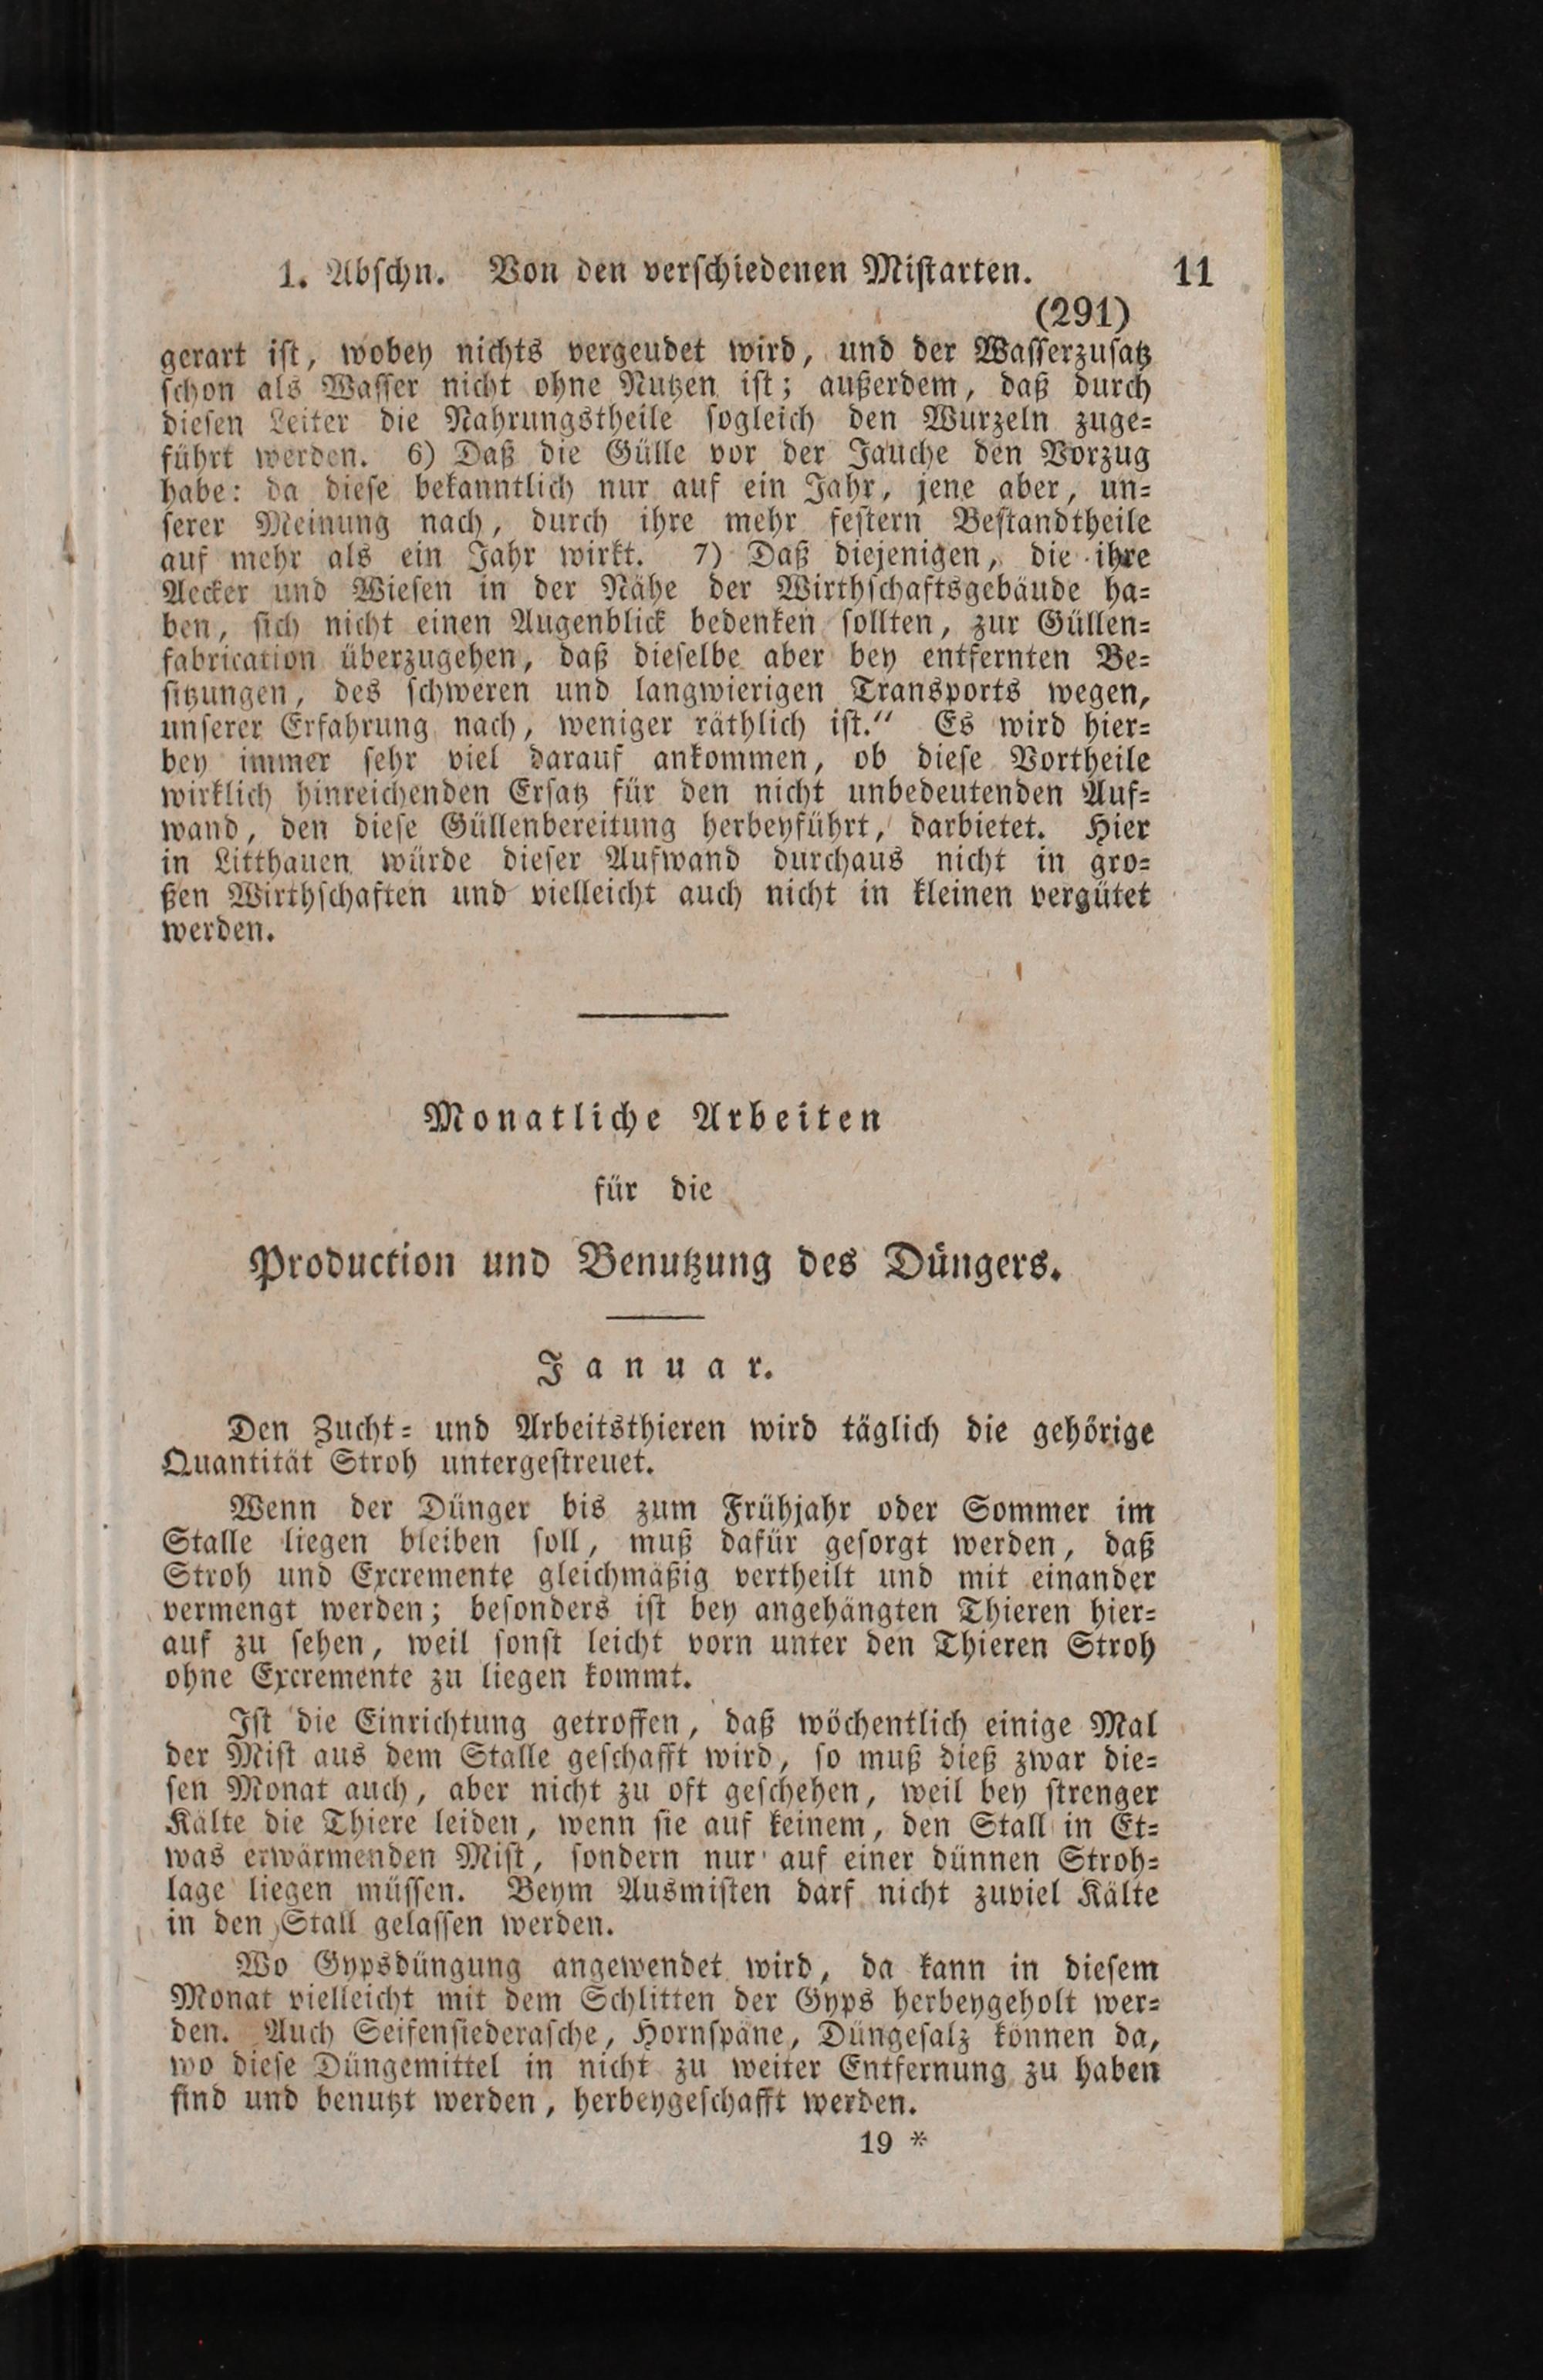 1. Abschn. Von den verschiedenen Mistarten. 11
(291)
gerart ist, wobey nichts vergeudet wird, und der Wasserzusatz
schon als Wasser nicht ohne Nutzen ist; außerdem, daß durch
diesen Leiter die Nahrungstheile sogleich den Wurzeln zuge-
führt werden. 6) Daß die Gülle vor der Jauche den Vorzug
habe: da diese bekanntlich nur auf ein Jahr, jene aber, un-
serer Meinung nach, durch ihre mehr festern Bestandtheile
auf mehr als ein Jahr wirkt. 7) Daß diejenigen, die ihre
Aecker und Wiesen in der Nähe der Wirthschaftsgebäude ha-
ben, sich nicht einen Augenblick bedenken sollten, zur Güllen-
fabrication überzugehen, daß dieselbe aber bey entfernten Be-
sitzungen, des schweren und langwierigen Transports wegen,
unserer Erfahrung nach, weniger räthlich ist.“ Es wird hier-
bey immer sehr viel darauf ankommen, ob diese Vortheile
wirklich hinreichenden Ersatz für den nicht unbedeutenden Auf-
wand, den diese Güllenbereitung herbeyführt, darbietet. Hier
in Litthauen würde dieser Aufwand durchaus nicht in gro-
ßen Wirthschaften und vielleicht auch nicht in kleinen vergütet
werden.
Monatliche Arbeiten
für die
Production und Benutzung des Düngers.
Januar.
Den Zucht- und Arbeitsthieren wird täglich die gehörige
Quantität Stroh untergestreuet.
Wenn der Dünger bis zum Frühjahr oder Sommer im
Stalle liegen bleiben soll, muß dafür gesorgt werden, daß
Stroh und Excremente gleichmäßig vertheilt und mit einander
vermengt werden; besonders ist bey angehängten Thieren hier-
auf zu sehen, weil sonst leicht vorn unter den Thieren Stroh
ohne Excremente zu liegen kommt.
Ist die Einrichtung getroffen, daß wöchentlich einige Mal
der Mist aus dem Stalle geschafft wird, so muß dieß zwar die-
sen Monat auch, aber nicht zu oft geschehen, weil bey strenger
Kälte die Thiere leiden, wenn sie auf keinem, den Stall in Et-
was erwärmenden Mist, sondern nur auf einer dünnen Stroh-
lage liegen müssen. Beym Ausmisten darf nicht zuviel Kälte
in den Stall gelassen werden.
Wo Gypsdüngung angewendet wird, da kann in diesem
Monat vielleicht mit dem Schlitten der Gyps herbeygeholt wer-
den. Auch Seifensiederasche, Hornspäne, Düngesalz können da,
wo diese Düngemittel in nicht zu weiter Entfernung zu haben
sind und benutzt werden, herbeygeschafft werden.
19 *